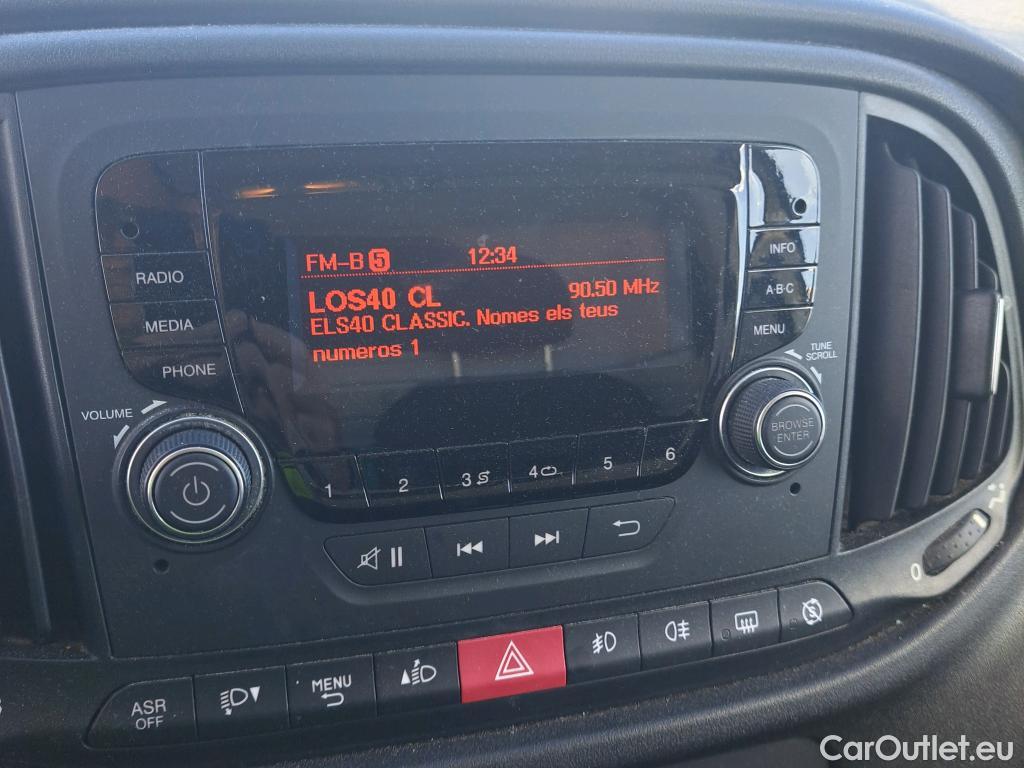 FM-B 5 12:34
LOS40 CL 90.50 MHz
ELS40 CLASSIC. Nomes els teus
numeros 1
RADIO
MEDIA
PHONE
VOLUME
INFO
A-B-C
MENU
TUNE
SCROLL
BROWSE
ENTER
1 2 3 4 5 6
0
ASR
OFF
MENU
CarOutlet.eu